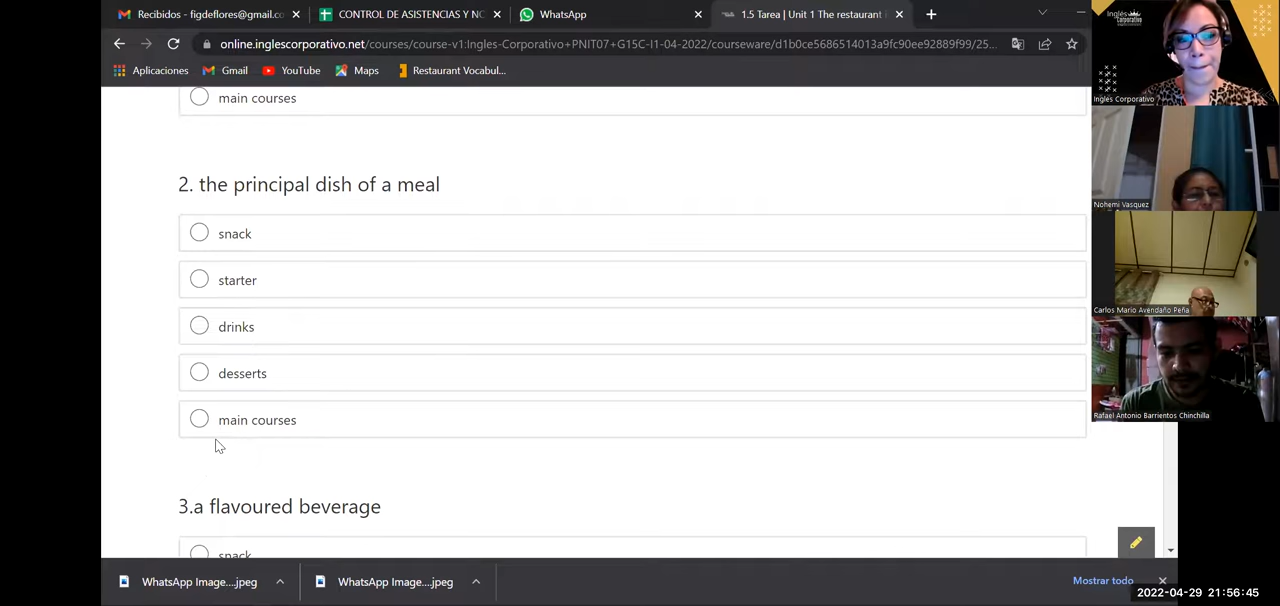 Recibidos - figdeflores@gmail.co
CONTROL DE ASISTENCIAS Y NC
WhatsApp
1.5 Tarea | Unit 1 The restaurant
online.inglescorporativo.net/courses/course-v1:Ingles-Corporativo+PNIT07+G15C-I1-04-2022/courseware/d1b0ce5686514013a9fc90ee92889f99/25...
Aplicaciones
Gmail
YouTube
Maps
Restaurant Vocabul...
main courses
2. the principal dish of a meal
snack
starter
drinks
desserts
main courses
3.a flavoured beverage
snack
WhatsApp Image....jpeg
WhatsApp Image....jpeg
Mostrar todo
Inglés
Corporativo
Inglés Corporativo
Nohemi Vasquez
Carlos Mario Avendaño Peña
Rafael Antonio Barrientos Chinchilla
2022-04-29 21:56:45